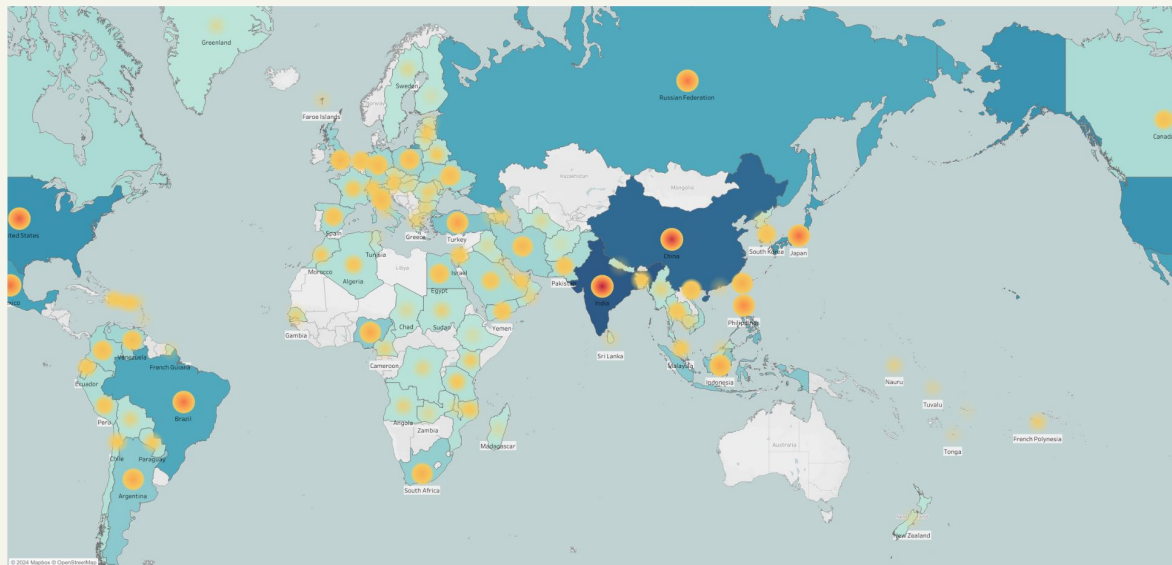 Greenland
Sweden
Russian Federation
Faroe Islands
Canada
Kazakhstan
Mongolia
United States
Spain
Greece
Turkey
South Korea
Japan
China
Tunisia
Morocco
Israel
Algeria
Libya
Egypt
Pakistan
India
Gambia
Chad
Sudan
Yemen
Philippines
Sri Lanka
Venezuela
Cameroon
Malaysia
French Guiana
Ecuador
Indonesia
Nauru
Tuvalu
Peru
Brazil
Angola
Zambia
Madagascar
French Polynesia
Tonga
Australia
Chile
Paraguay
Argentina
South Africa
New Zealand
© 2024 Mapbox © OpenStreetMap